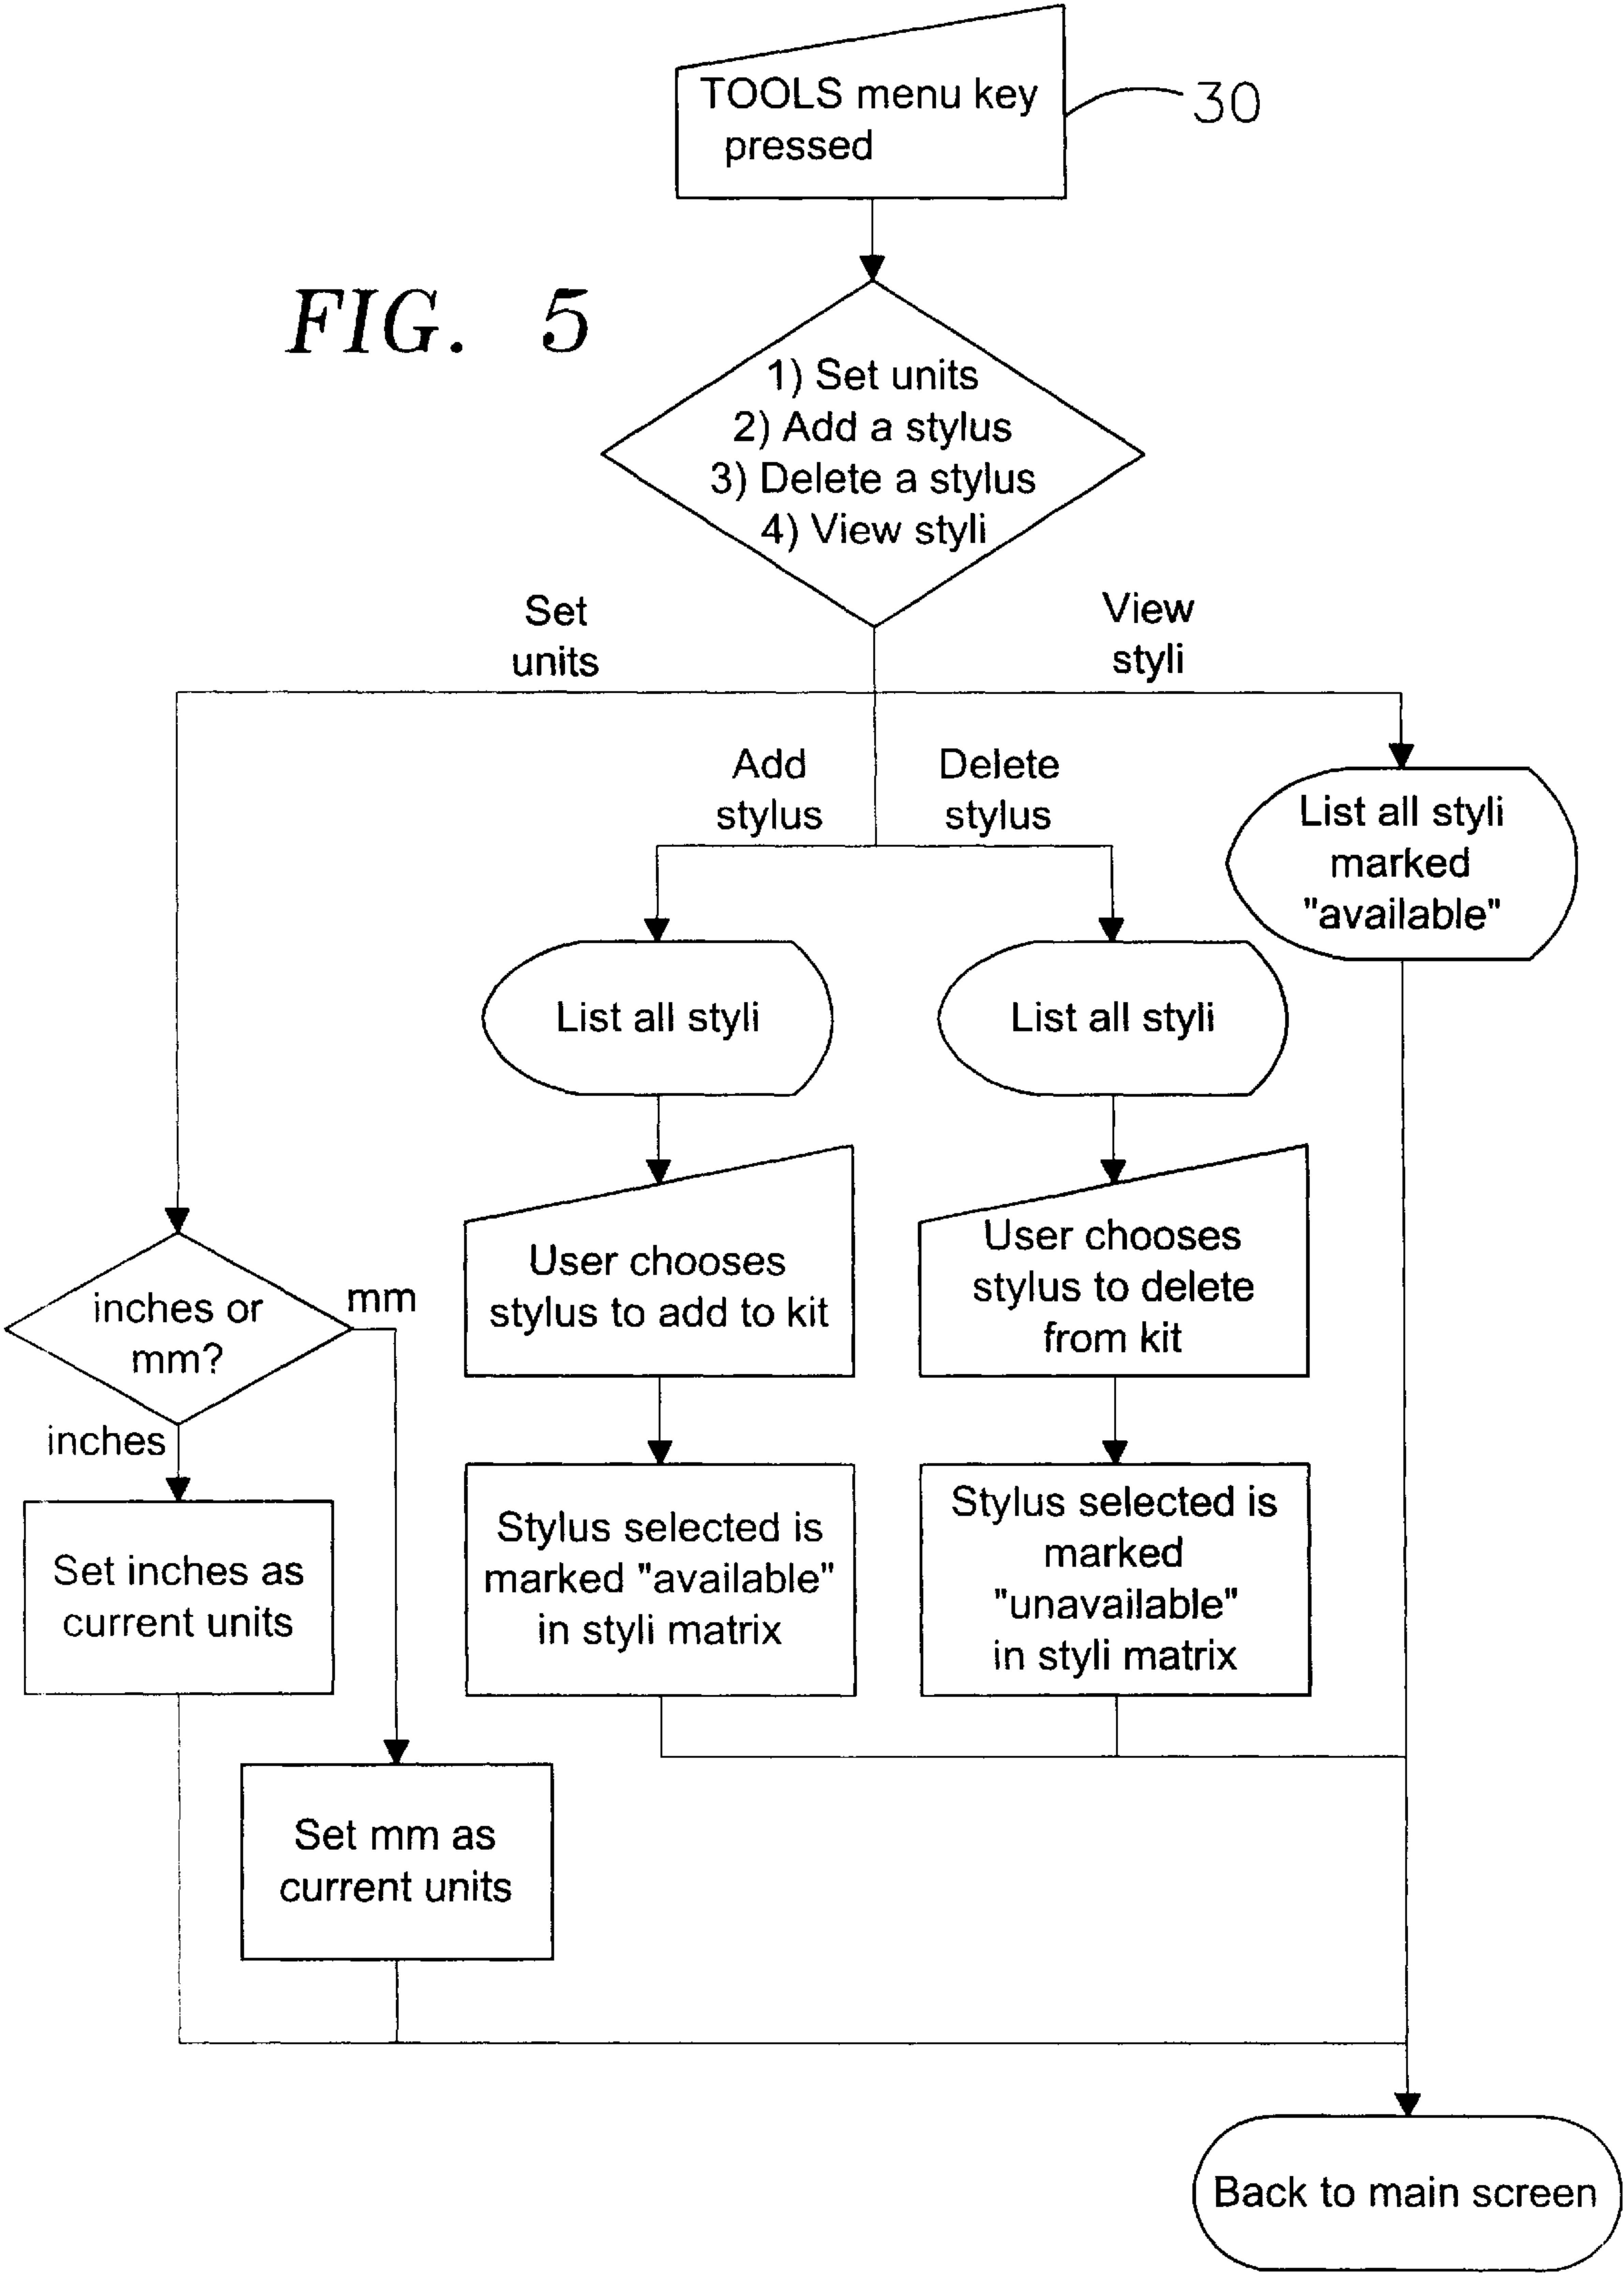 TOOLS menu key
pressed
30
FIG. 5
1) Set units
2) Add a stylus
3) Delete a stylus
4) View styli
Set
units
View
styli
Add
stylus
Delete
stylus
List all styli
marked
"available"
List all styli
List all styli
User chooses
stylus to add to kit
User chooses
stylus to delete
from kit
inches or
mm?
mm
inches
Set inches as
current units
Stylus selected is
marked "available"
in styli matrix
Stylus selected is
marked
"unavailable"
in styli matrix
Set mm as
current units
Back to main screen